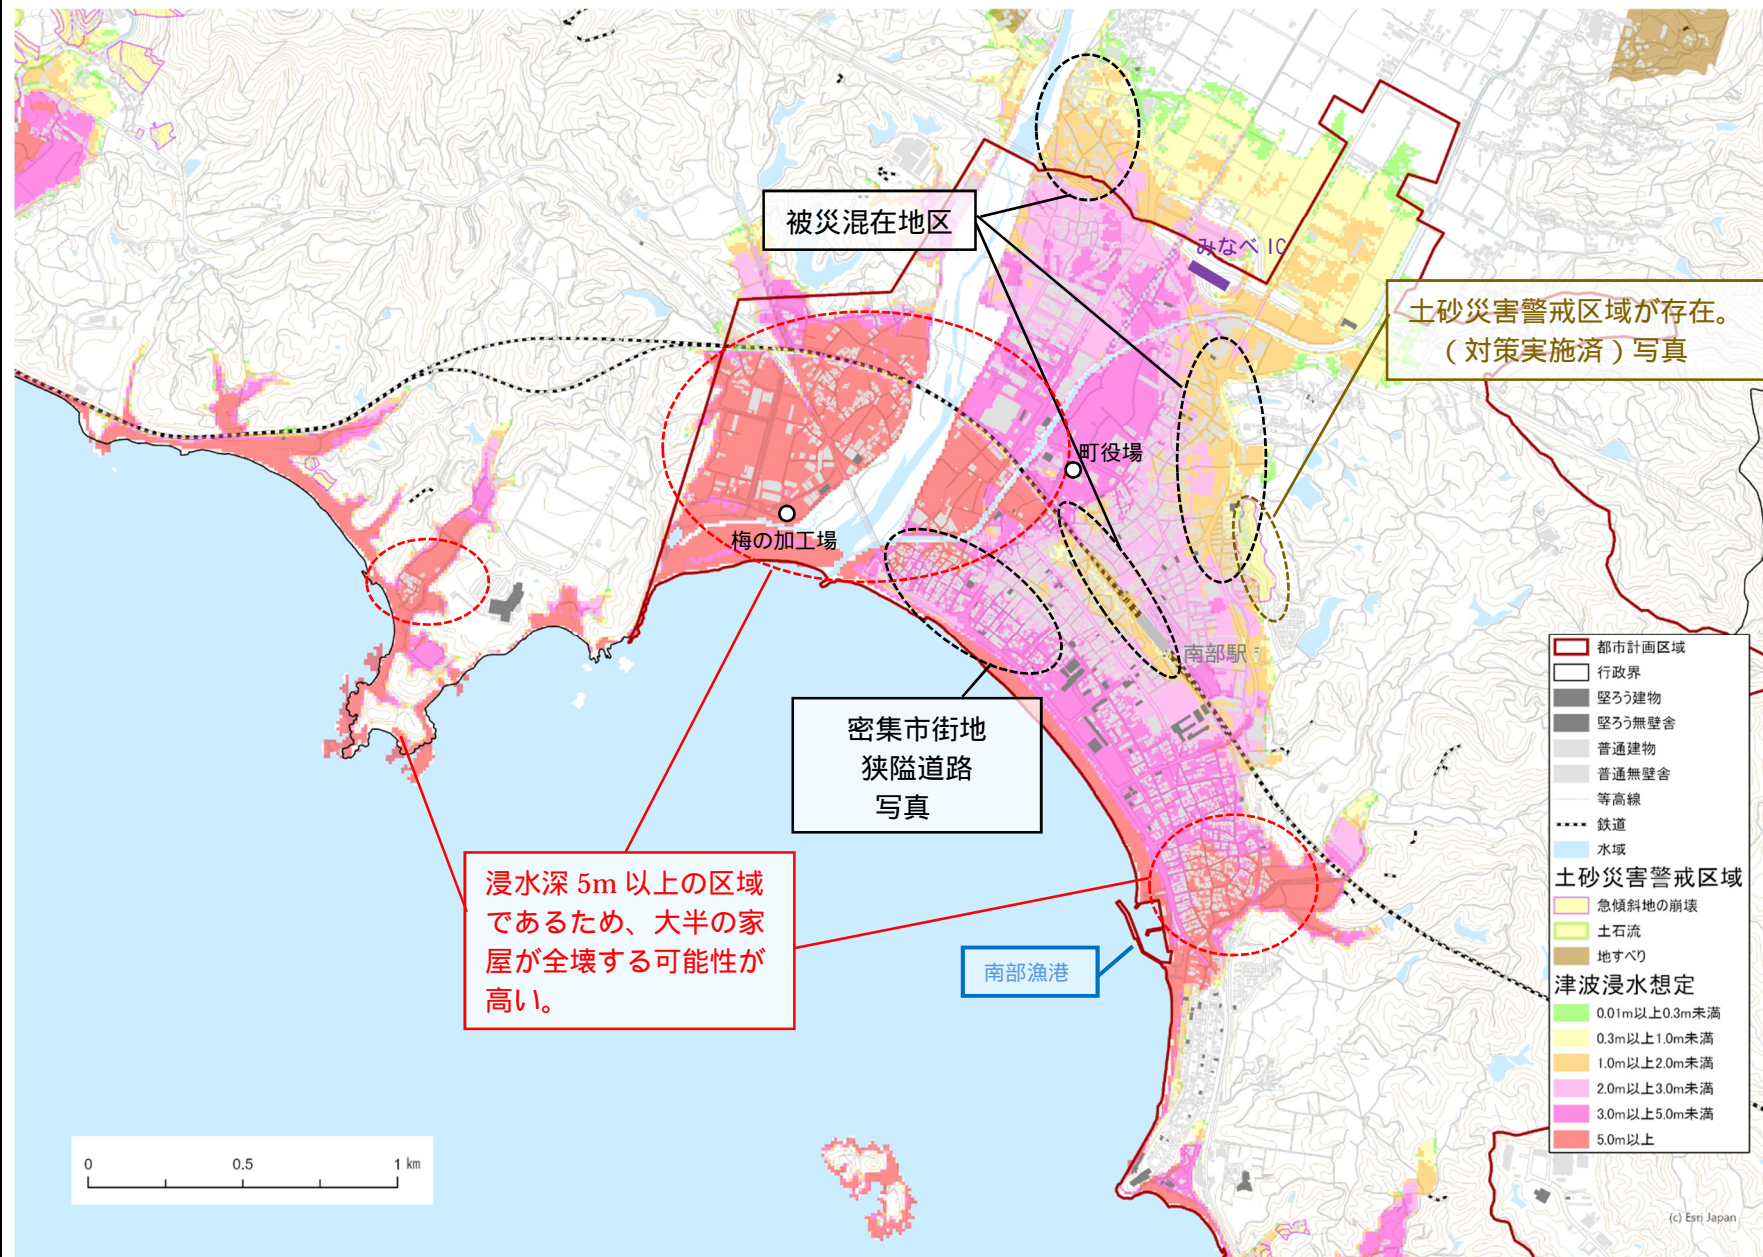 被災混在地区
みなべ IC
土砂災害警戒区域が存在。
（対策実施済）写真
町役場
梅の加工場
南部駅
密集市街地
狭隘道路
写真
浸水深 5m 以上の区域
であるため、大半の家
屋が全壊する可能性が
高い。
南部漁港
都市計画区域
行政界
堅ろう建物
堅ろう無壁舎
普通建物
普通無壁舎
等高線
鉄道
水域
土砂災害警戒区域
急傾斜地の崩壊
土石流
地すべり
津波浸水想定
0.01m以上0.3m未満
0.3m以上1.0m未満
1.0m以上2.0m未満
2.0m以上3.0m未満
3.0m以上5.0m未満
5.0m以上
0 0.5 1 km
(c) Esri Japan